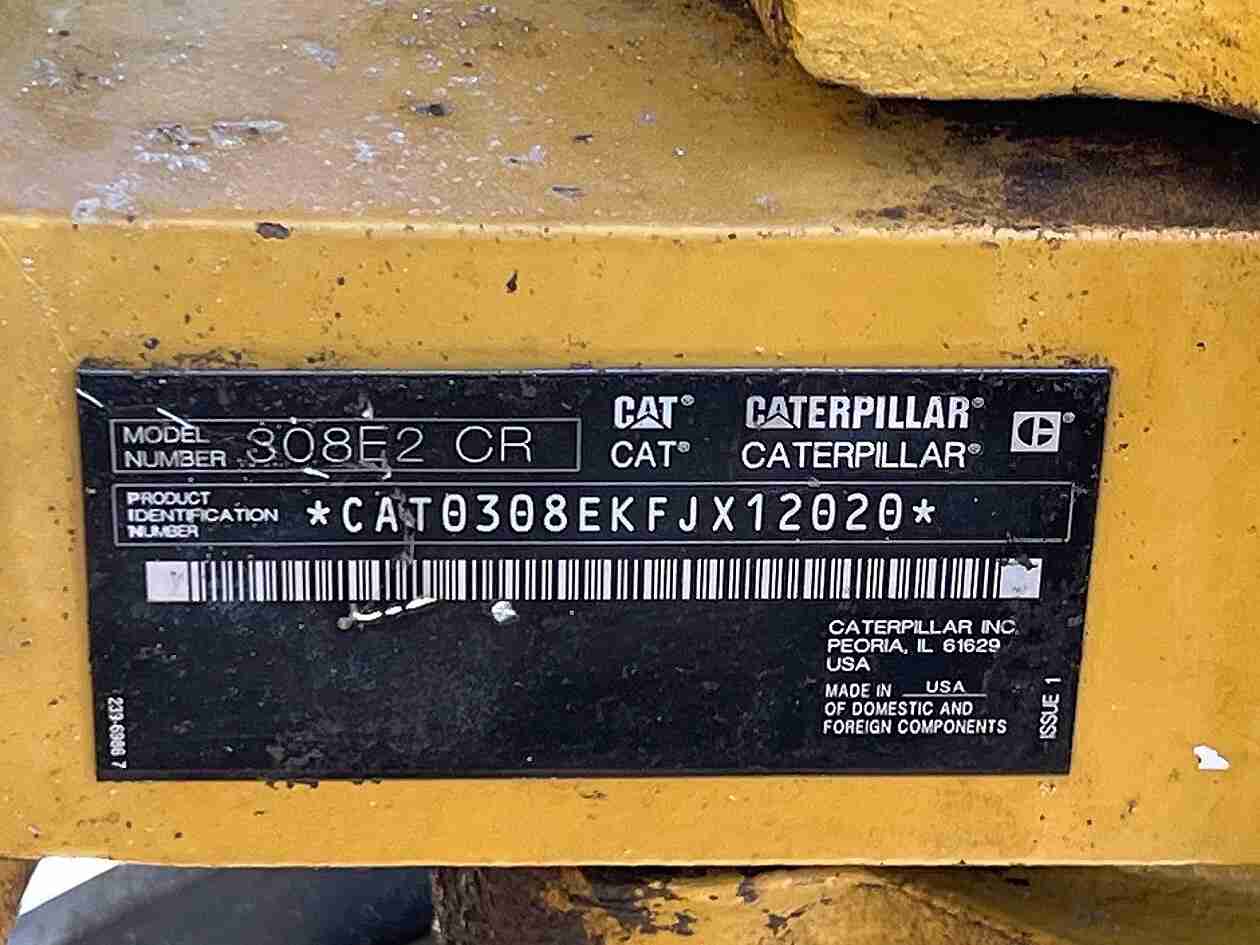 MODEL NUMBER 308E2 CR
CAT® CATERPILLAR®
CAT® CATERPILLAR®
PRODUCT IDENTIFICATION NUMBER *CAT0308EKFJX12020*
CATERPILLAR INC.
PEORIA, IL 61629
USA
MADE IN USA
OF DOMESTIC AND
FOREIGN COMPONENTS
ISSUE 1